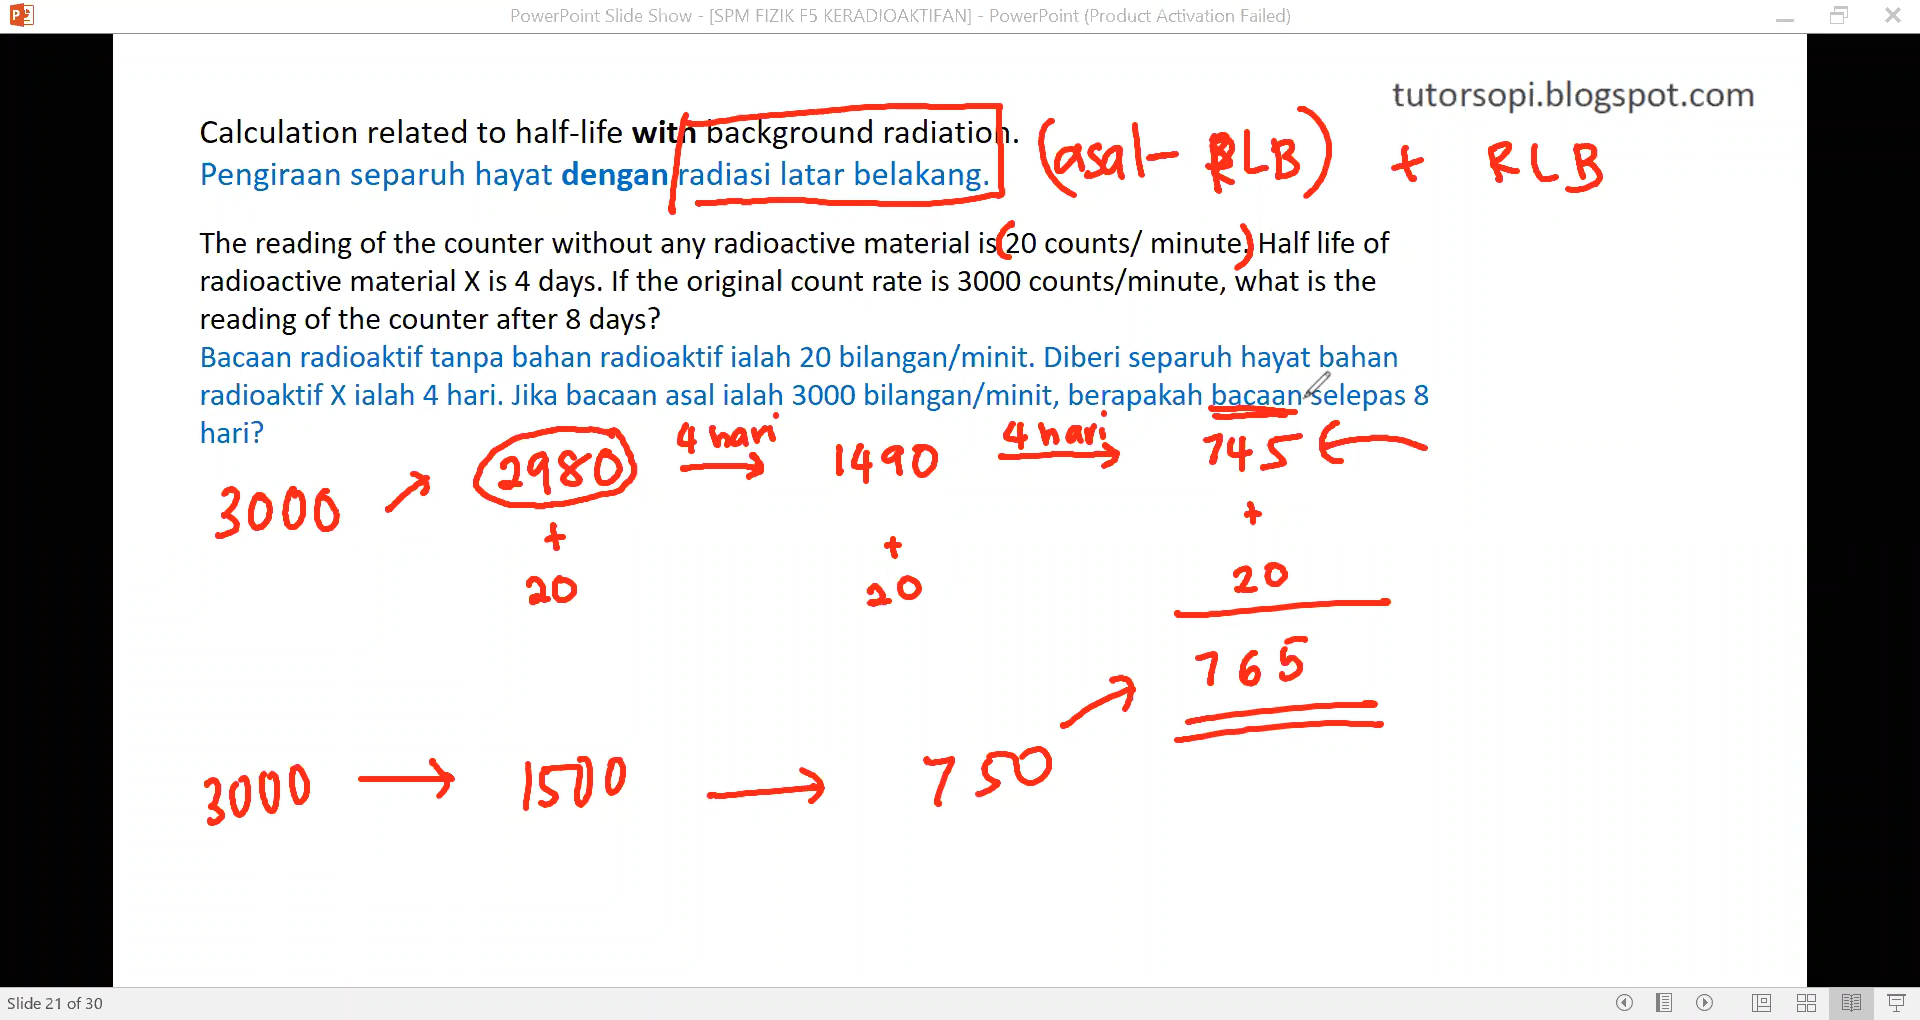 PowerPoint Slide Show - [SPM FIZIK F5 KERADIOAKTIFAN] - PowerPoint (Product Activation Failed)
tutorsopi.blogspot.com
Calculation related to half-life with background radiation.
(asal - RLB) + RLB
Pengiraan separuh hayat dengan radiasi latar belakang.
The reading of the counter without any radioactive material is 20 counts/ minute. Half life of
radioactive material X is 4 days. If the original count rate is 3000 counts/minute, what is the
reading of the counter after 8 days?
Bacaan radioaktif tanpa bahan radioaktif ialah 20 bilangan/minit. Diberi separuh hayat bahan
radioaktif X ialah 4 hari. Jika bacaan asal ialah 3000 bilangan/minit, berapakah bacaan selepas 8
hari?
4 hari 4 hari
3000 → 2980 → 1490 → 745 ←
+ + +
20 20 20
765
3000 → 1500 → 750 →
Slide 21 of 30